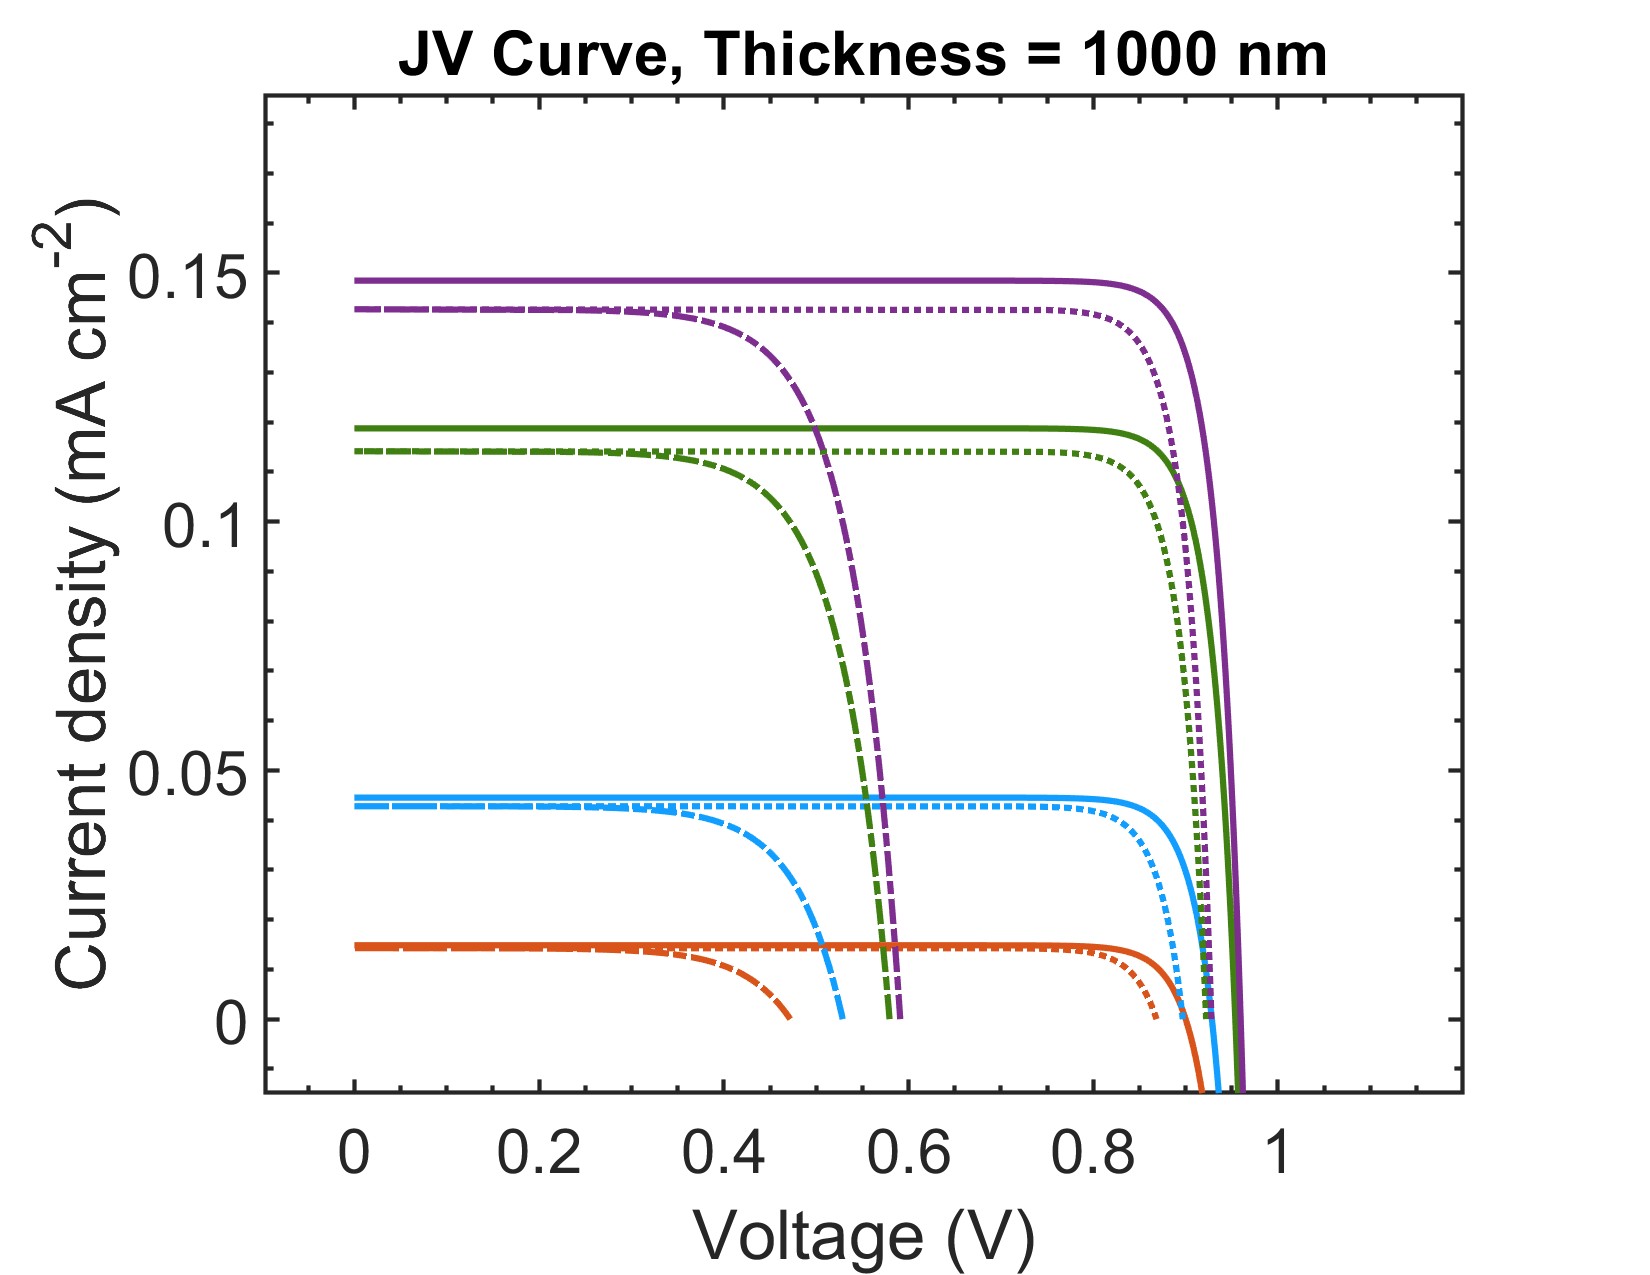 JV Curve, Thickness = 1000 nm
Current density (mA cm-2)
0.15
0.1
0.05
0
0 0.2 0.4 0.6 0.8 1
Voltage (V)